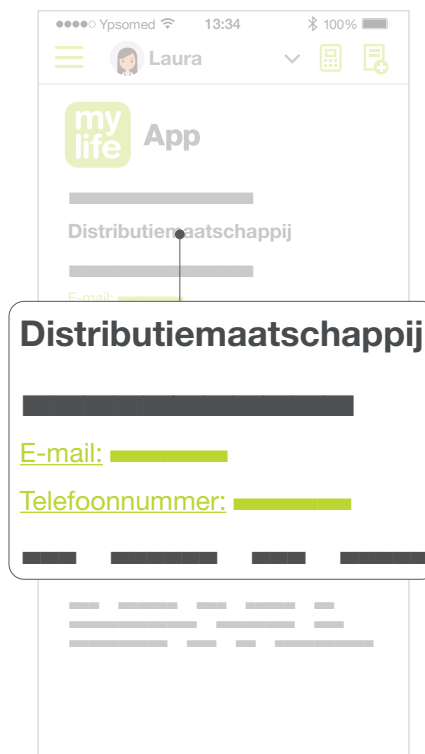 Ypsomed 13:34 100%
Laura
my
life App
Distributiemaatschappij
E-mail:
Distributiemaatschappij
E-mail:
Telefoonnummer: